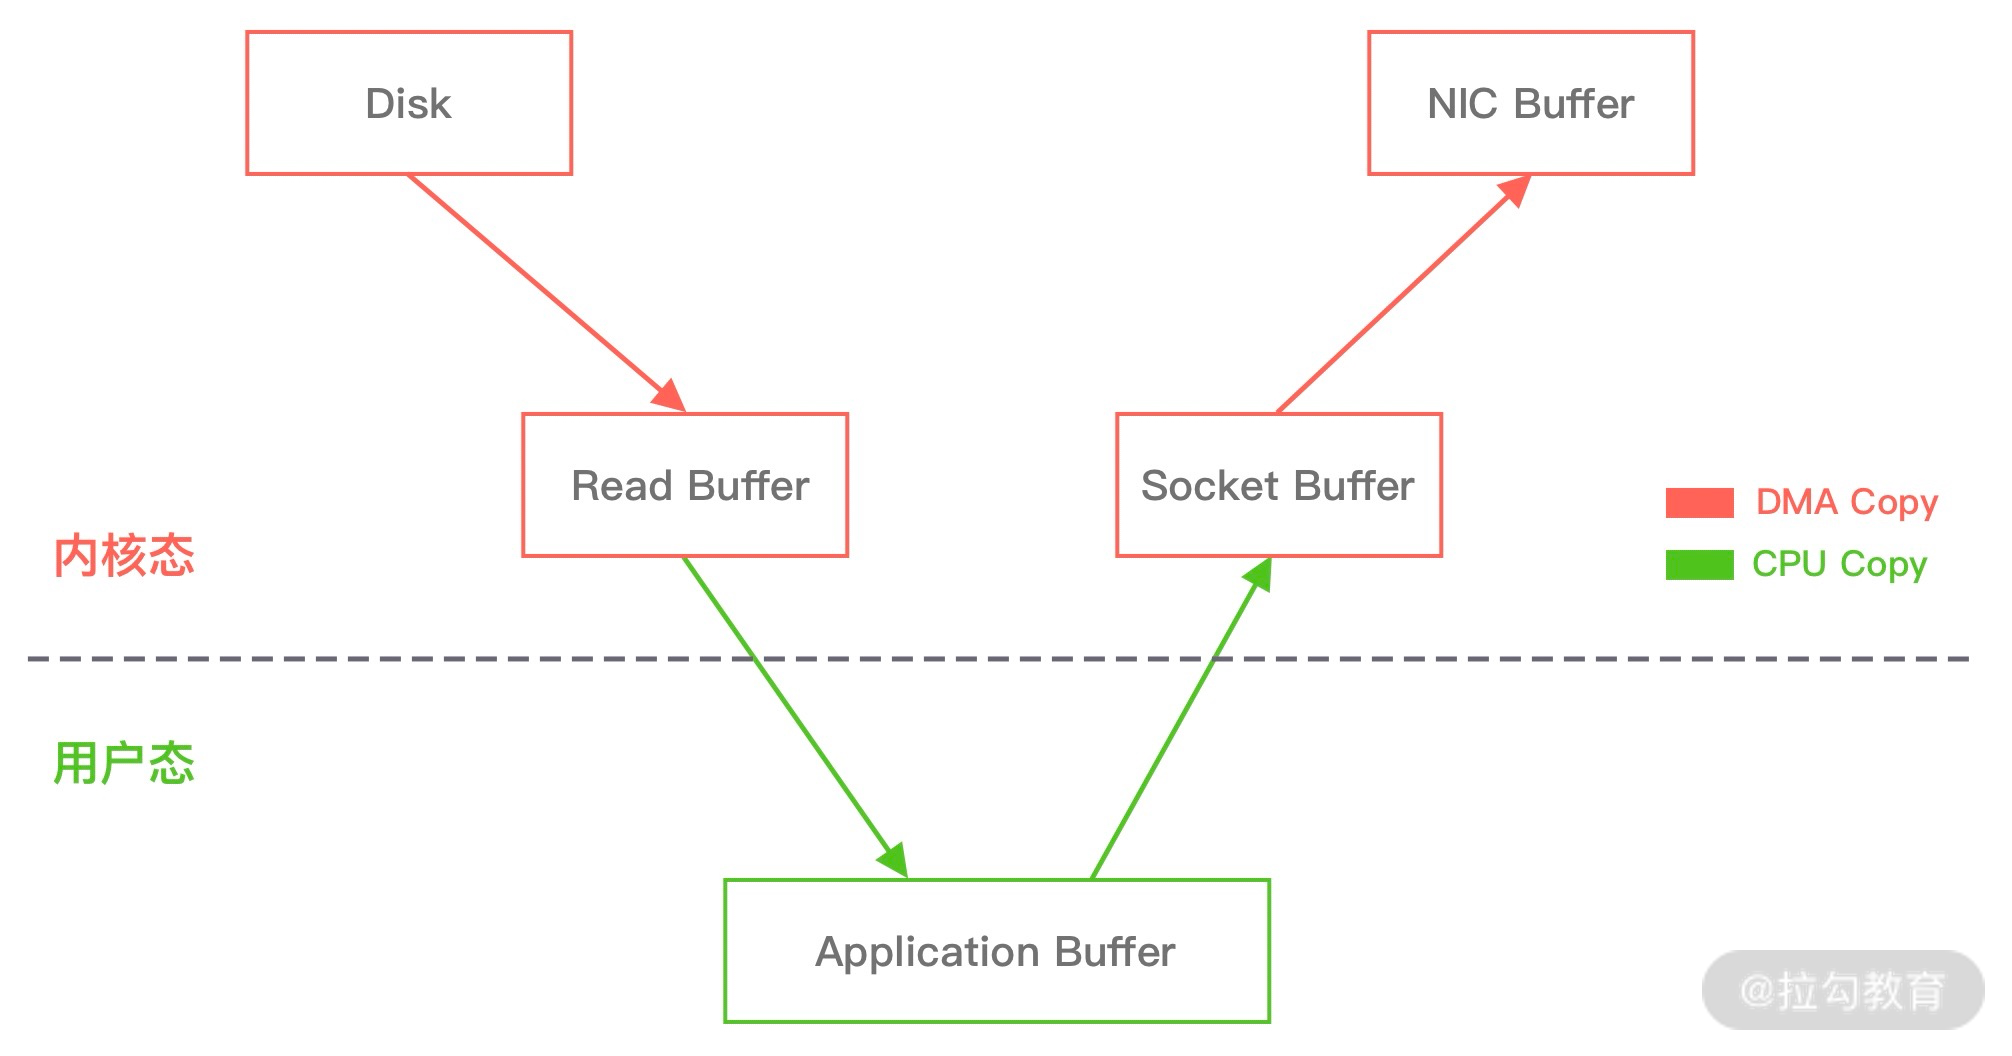 Disk
NIC Buffer
Read Buffer
Socket Buffer
DMA Copy
CPU Copy
内核态
用户态
Application Buffer
@拉勾教育